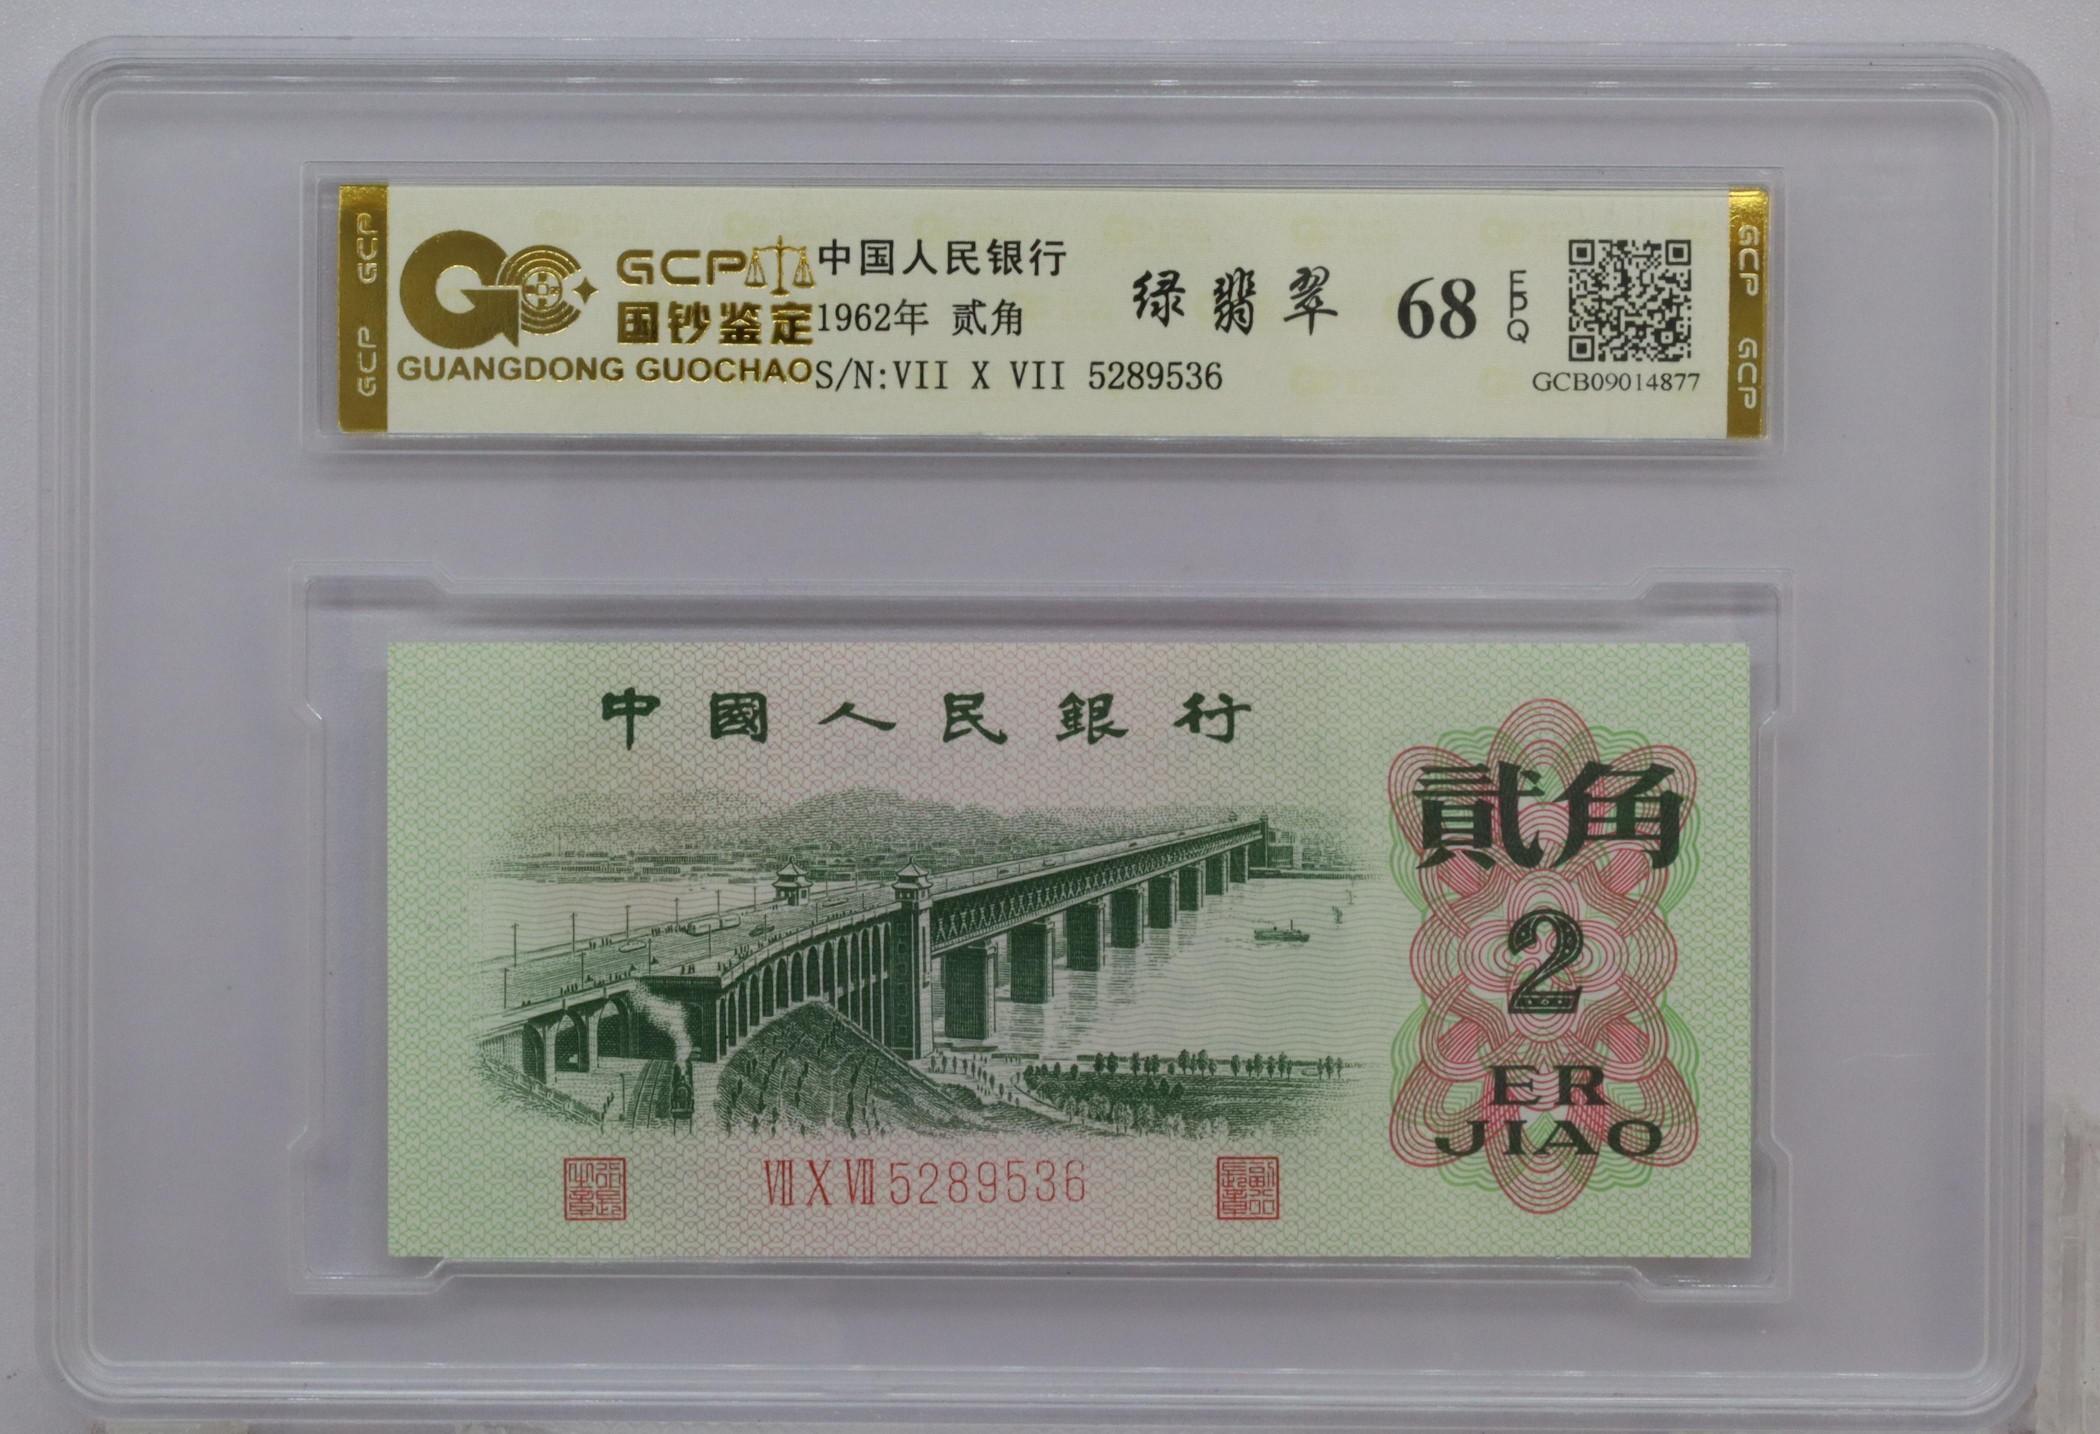 GCP GCP
GCP
国钞鉴定
GUANGDONG GUOCHAO
中国人民银行
1962年 贰角
S/N:VII X VII 5289536
绿翡翠
68
EPQ
GCB09014877
GCP GCP
中國人民銀行
貳角
2
ER
JIAO
VII X VII 5289536